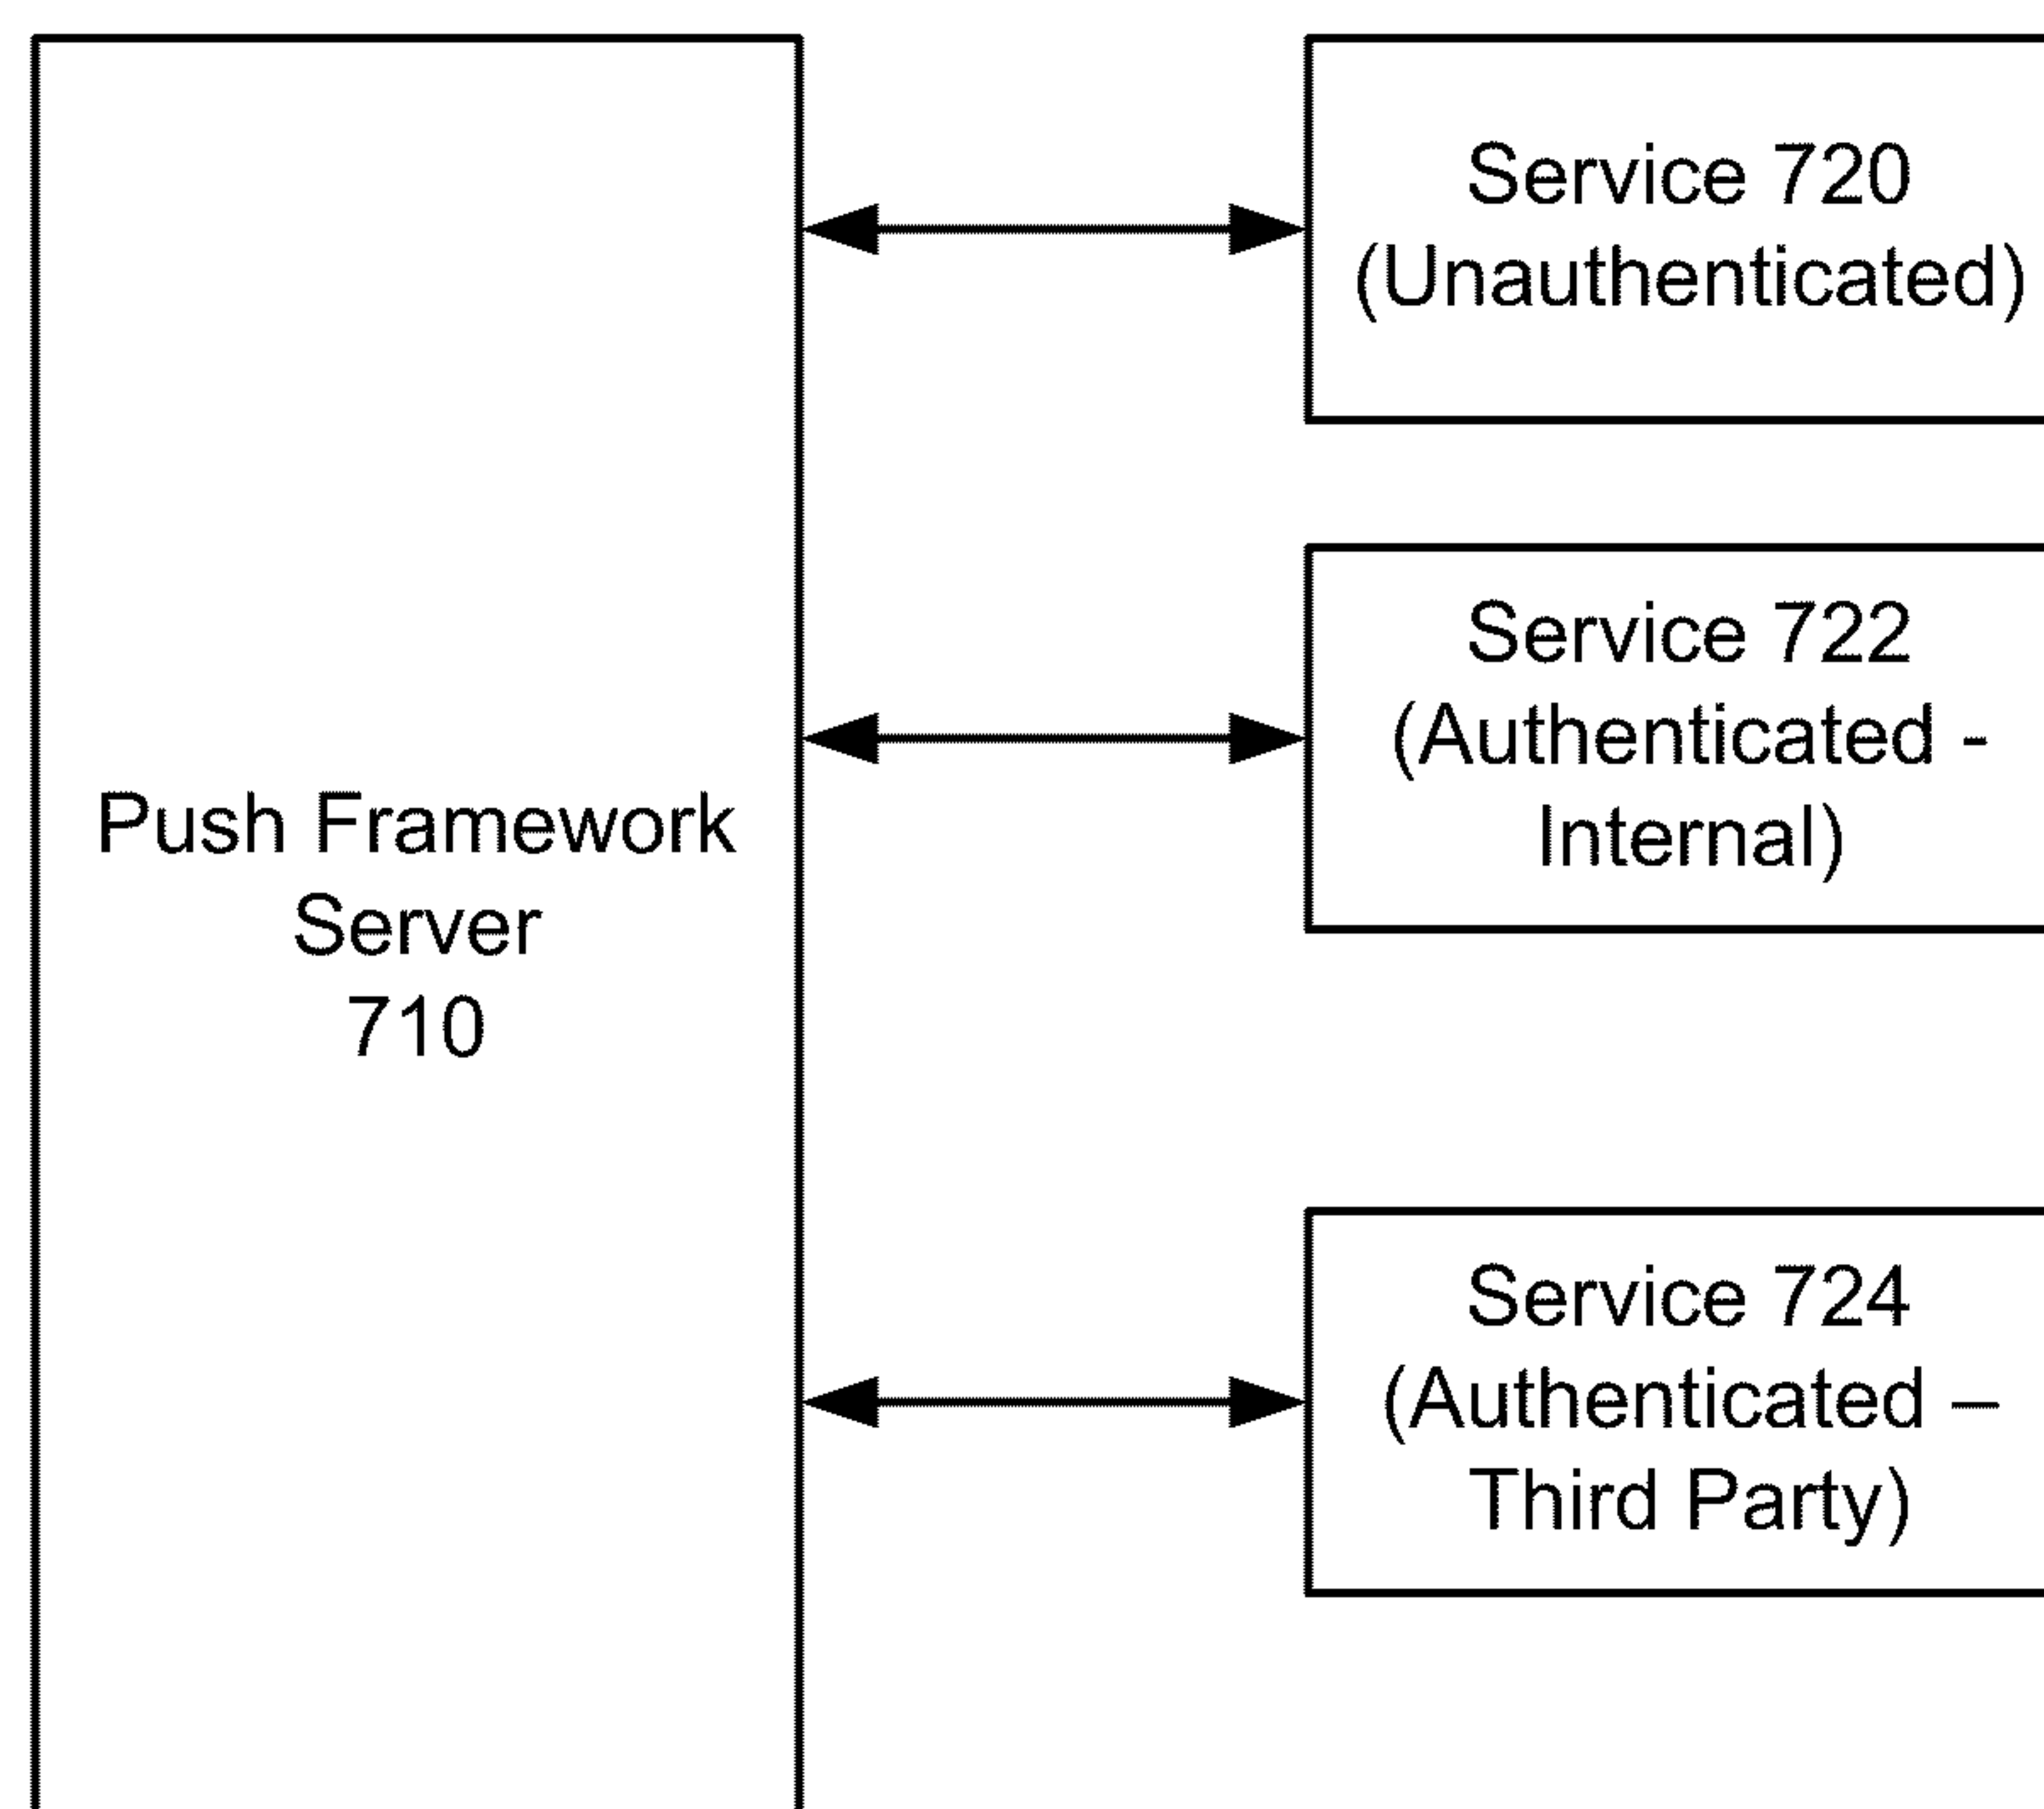 Push Framework
Server
710
Service 720
(Unauthenticated)
Service 722
(Authenticated -
Internal)
Service 724
(Authenticated –
Third Party)